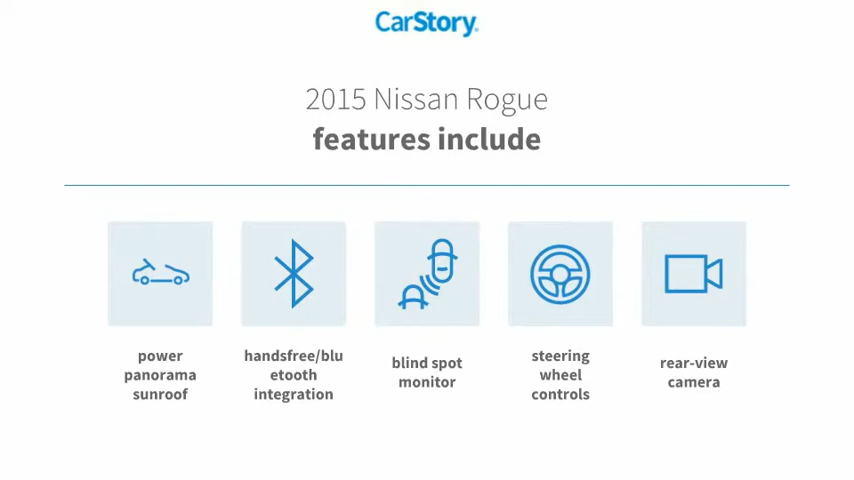 CarStory
2015 Nissan Rogue
features include
power
panorama
sunroof
handsfree/blu
etooth
integration
blind spot
monitor
steering
wheel
controls
rear-view
camera